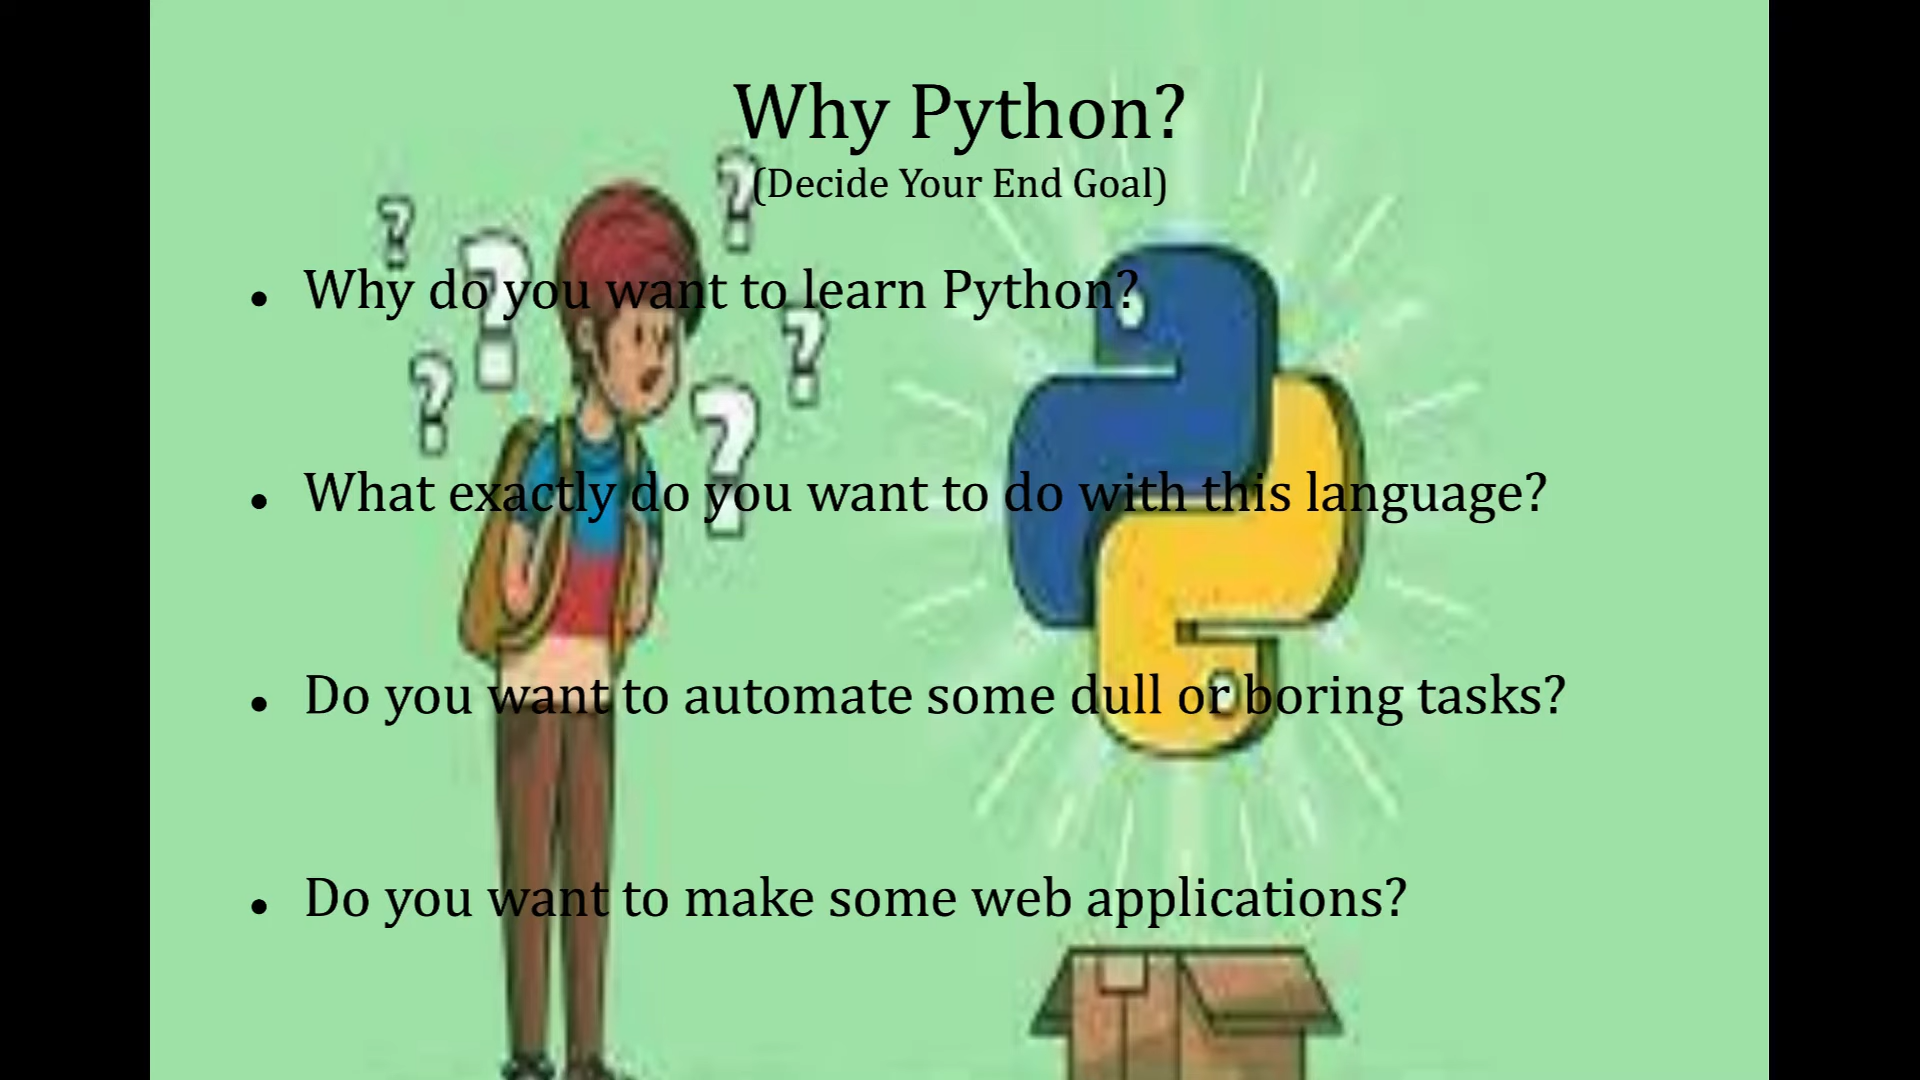 Why Python?
(Decide Your End Goal)
• Why do you want to learn Python?
• What exactly do you want to do with this language?
• Do you want to automate some dull or boring tasks?
• Do you want to make some web applications?